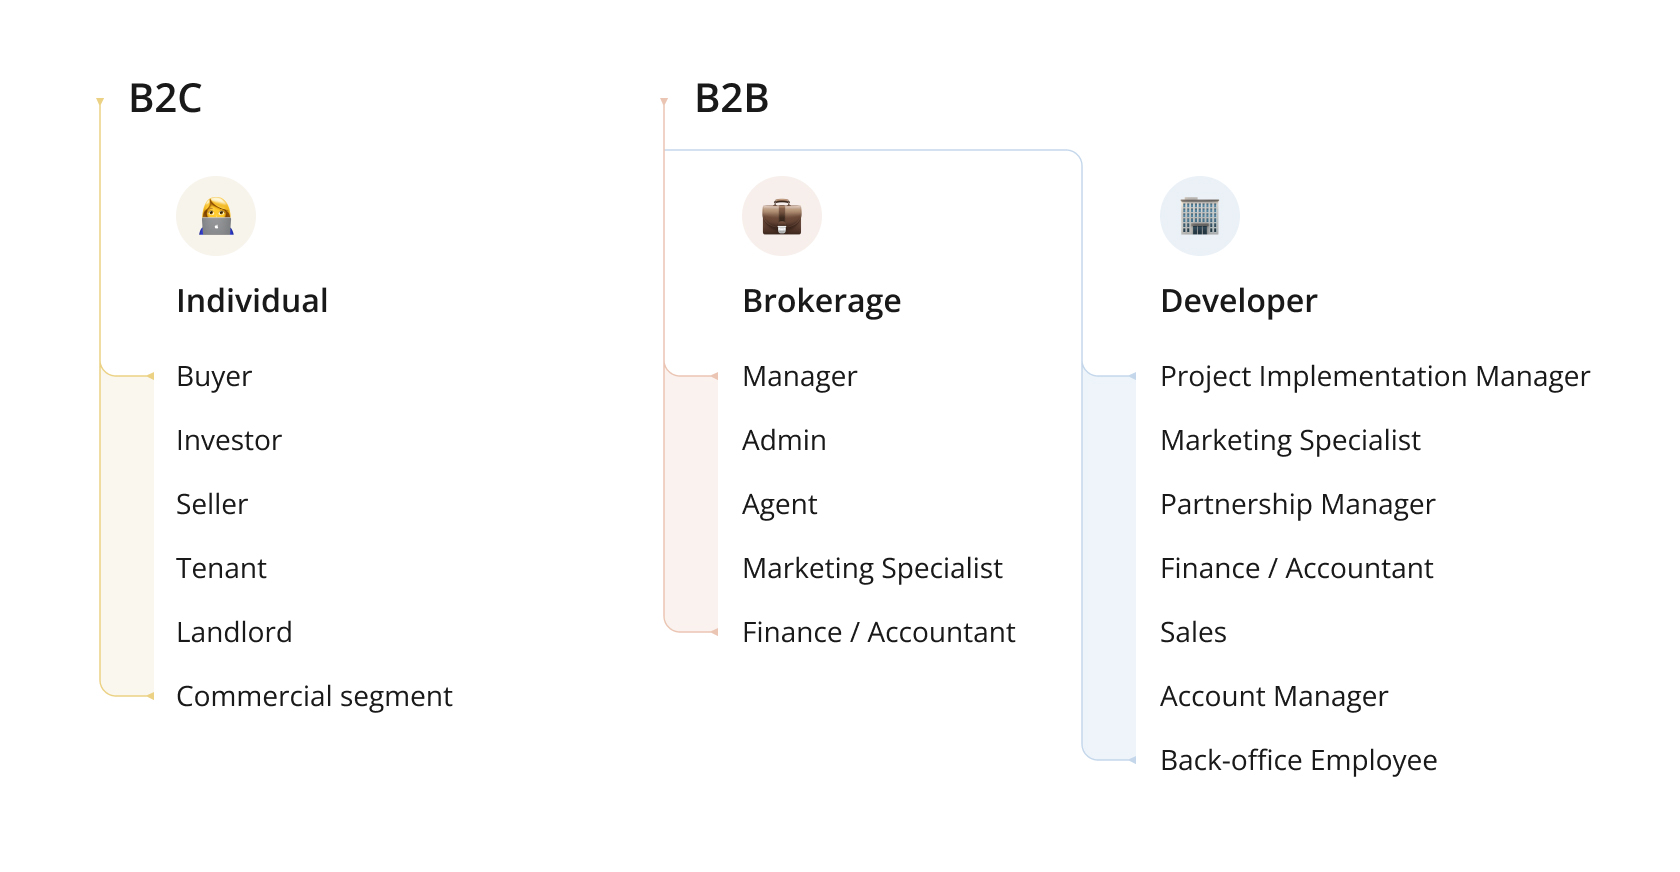 B2C
Individual
Buyer
Investor
Seller
Tenant
Landlord
Commercial segment
B2B
Brokerage
Manager
Admin
Agent
Marketing Specialist
Finance / Accountant
Developer
Project Implementation Manager
Marketing Specialist
Partnership Manager
Finance / Accountant
Sales
Account Manager
Back-office Employee